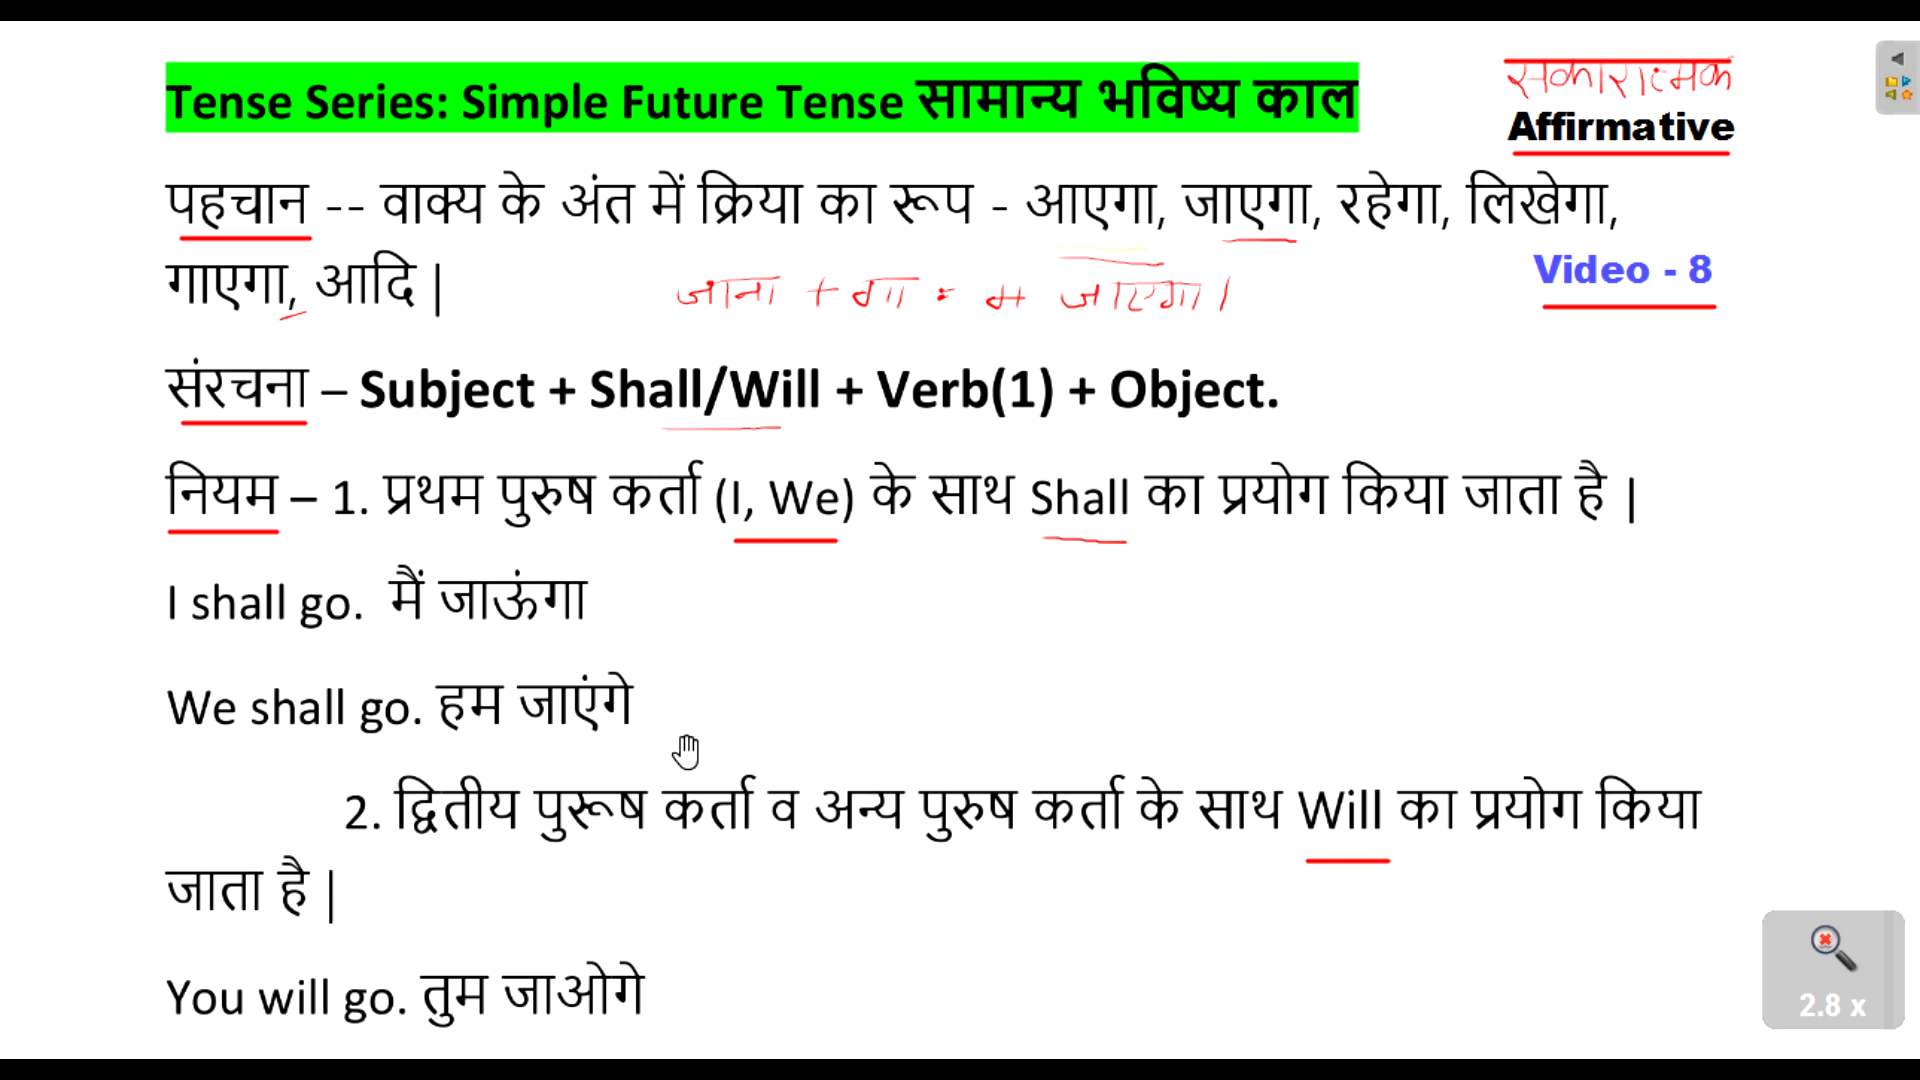 Tense Series: Simple Future Tense सामान्य भविष्य काल
सकारात्मक
Affirmative
पहचान -- वाक्य के अंत में क्रिया का रूप - आएगा, जाएगा, रहेगा, लिखेगा,
गाएगा, आदि |
जाना + गा = जाएगा।
Video - 8
संरचना – Subject + Shall/Will + Verb(1) + Object.
नियम – 1. प्रथम पुरुष कर्ता (I, We) के साथ Shall का प्रयोग किया जाता है |
I shall go. मैं जाऊंगा
We shall go. हम जाएंगे
2. द्वितीय पुरूष कर्ता व अन्य पुरुष कर्ता के साथ Will का प्रयोग किया
जाता है |
You will go. तुम जाओगे
2.8 x